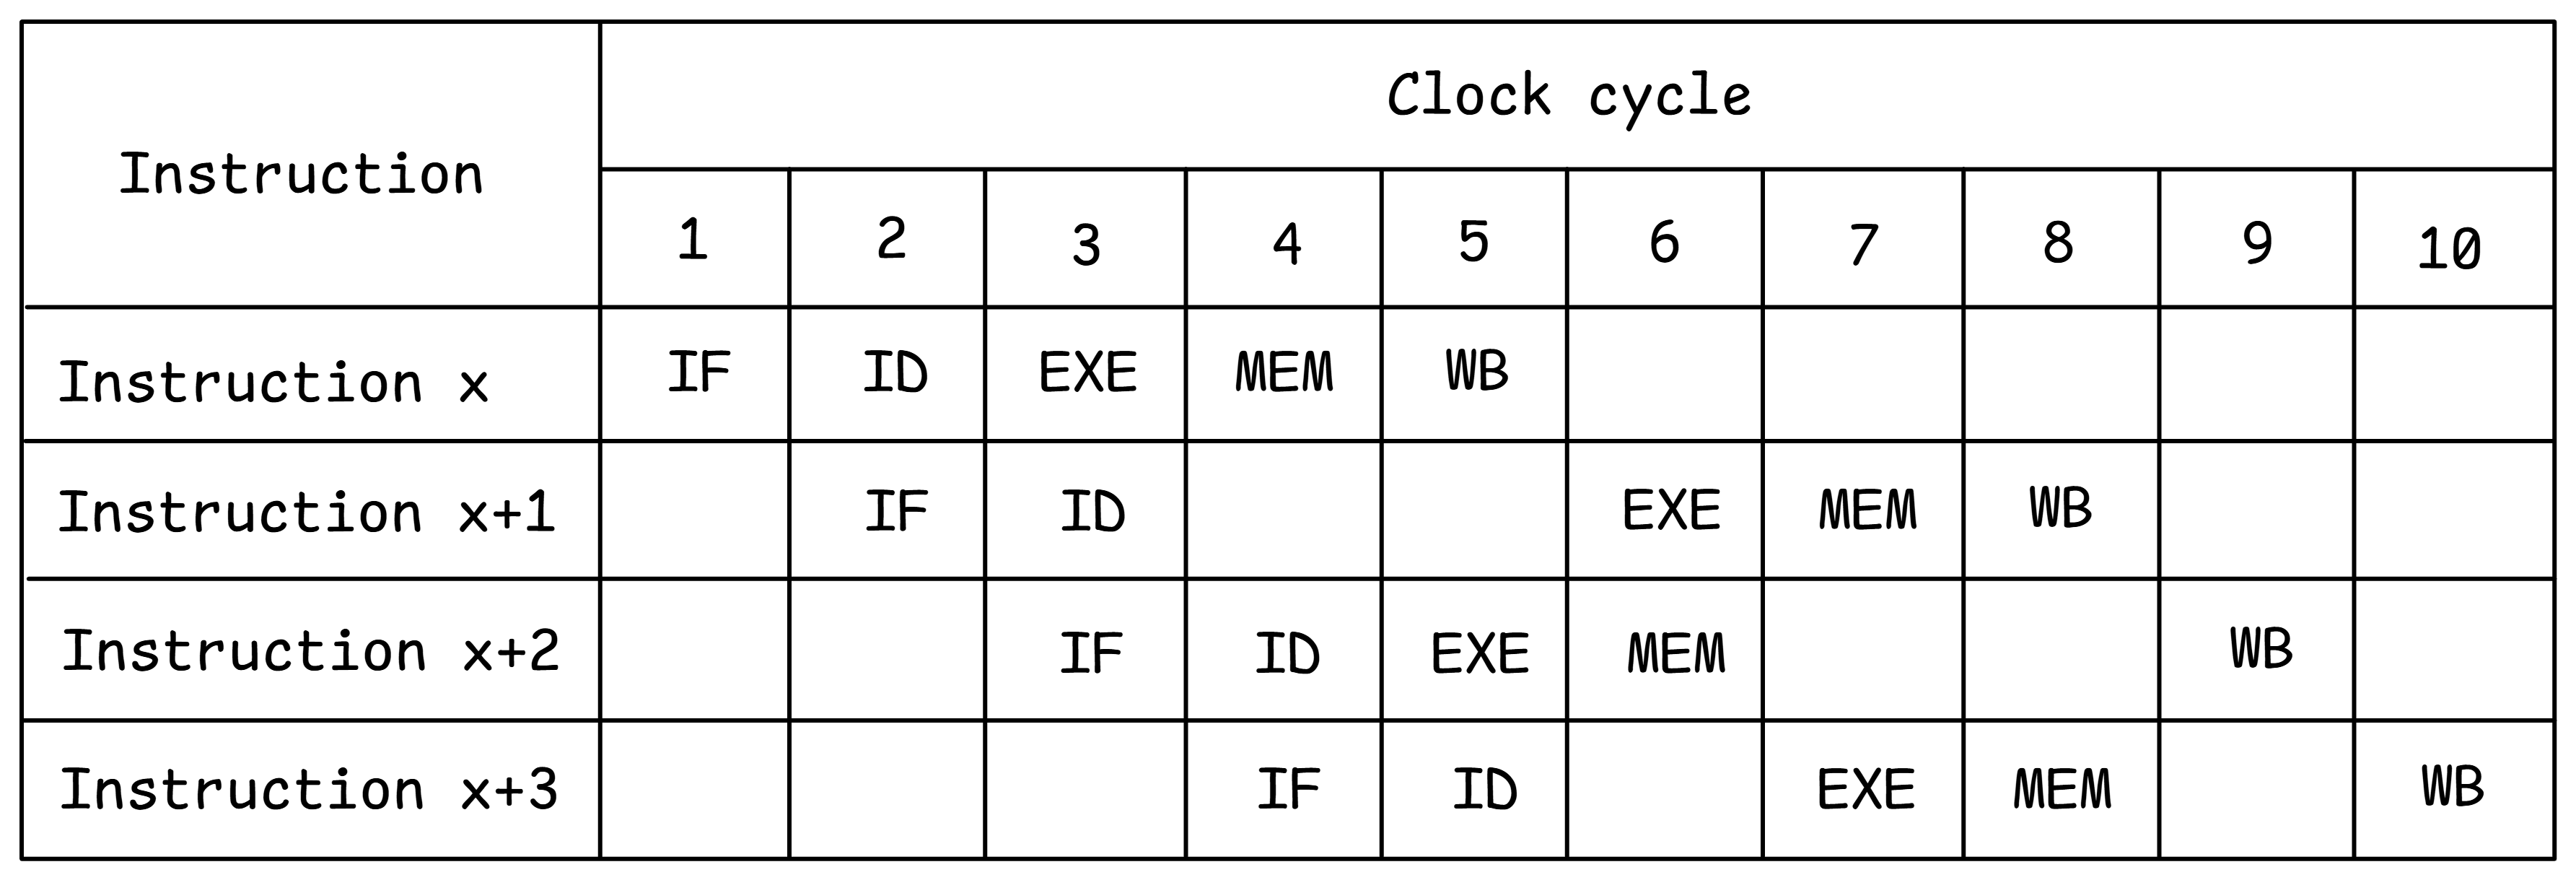 Clock cycle
Instruction
1 2 3 4 5 6 7 8 9 10
Instruction x IF ID EXE MEM WB
Instruction x+1 IF ID EXE MEM WB
Instruction x+2 IF ID EXE MEM WB
Instruction x+3 IF ID EXE MEM WB